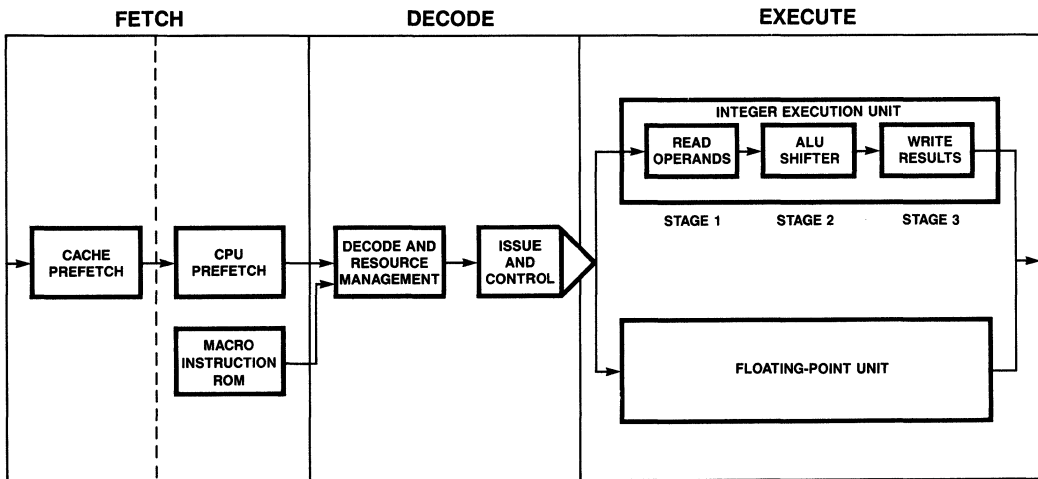 FETCH
DECODE
EXECUTE
INTEGER EXECUTION UNIT
READ
OPERANDS
ALU
SHIFTER
WRITE
RESULTS
STAGE 1
STAGE 2
STAGE 3
CACHE
PREFETCH
CPU
PREFETCH
DECODE AND
RESOURCE
MANAGEMENT
ISSUE
AND
CONTROL
MACRO
INSTRUCTION
ROM
FLOATING-POINT UNIT